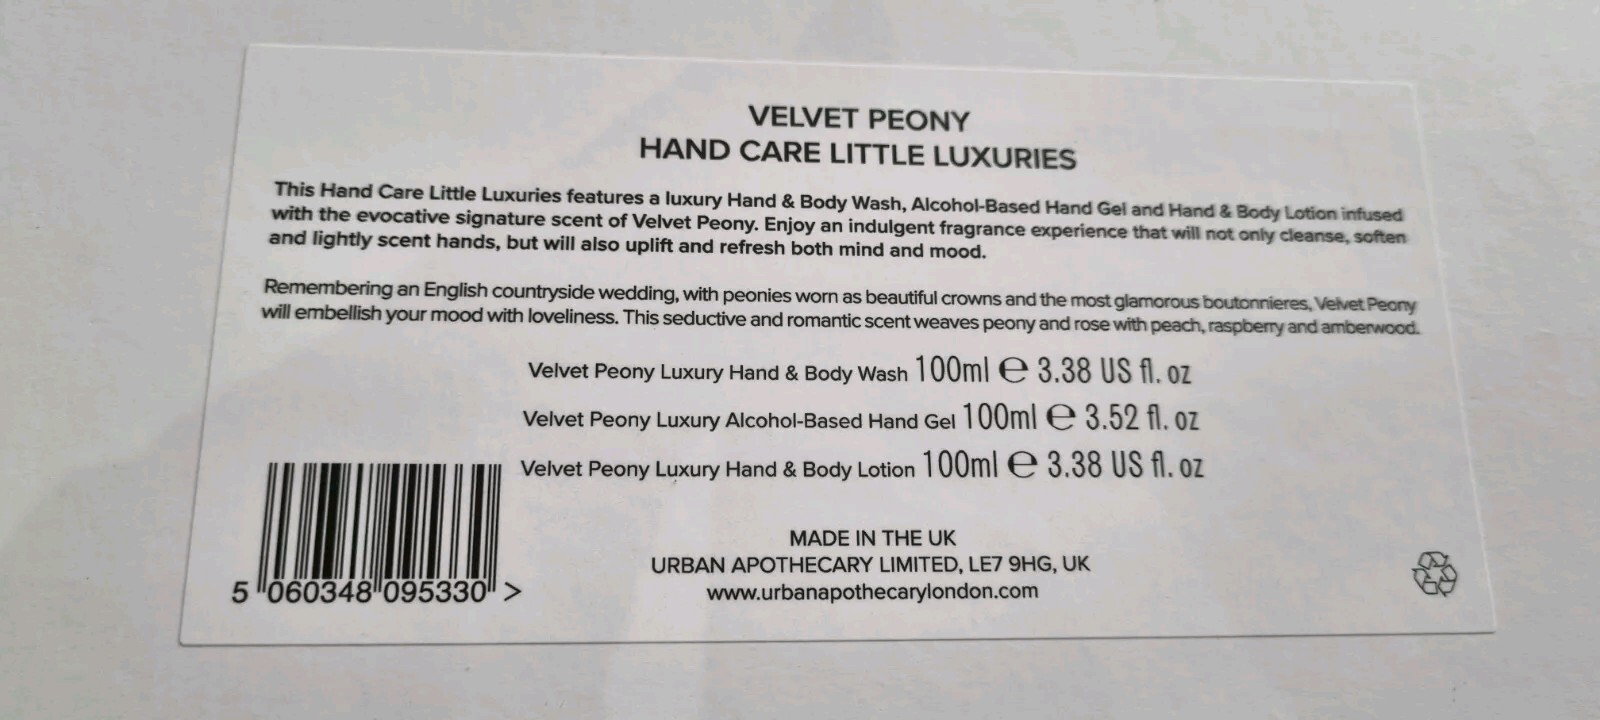 VELVET PEONY
HAND CARE LITTLE LUXURIES
This Hand Care Little Luxuries features a luxury Hand & Body Wash, Alcohol-Based Hand Gel and Hand & Body Lotion infused
with the evocative signature scent of Velvet Peony. Enjoy an indulgent fragrance experience that will not only cleanse, soften
and lightly scent hands, but will also uplift and refresh both mind and mood.
Remembering an English countryside wedding, with peonies worn as beautiful crowns and the most glamorous boutonnieres, Velvet Peony
will embellish your mood with loveliness. This seductive and romantic scent weaves peony and rose with peach, raspberry and amberwood.
Velvet Peony Luxury Hand & Body Wash 100ml ℮ 3.38 US fl. oz
Velvet Peony Luxury Alcohol-Based Hand Gel 100ml ℮ 3.52 fl. oz
Velvet Peony Luxury Hand & Body Lotion 100ml ℮ 3.38 US fl. oz
MADE IN THE UK
URBAN APOTHECARY LIMITED, LE7 9HG, UK
www.urbanapothecarylondon.com
5 060348 095330 >